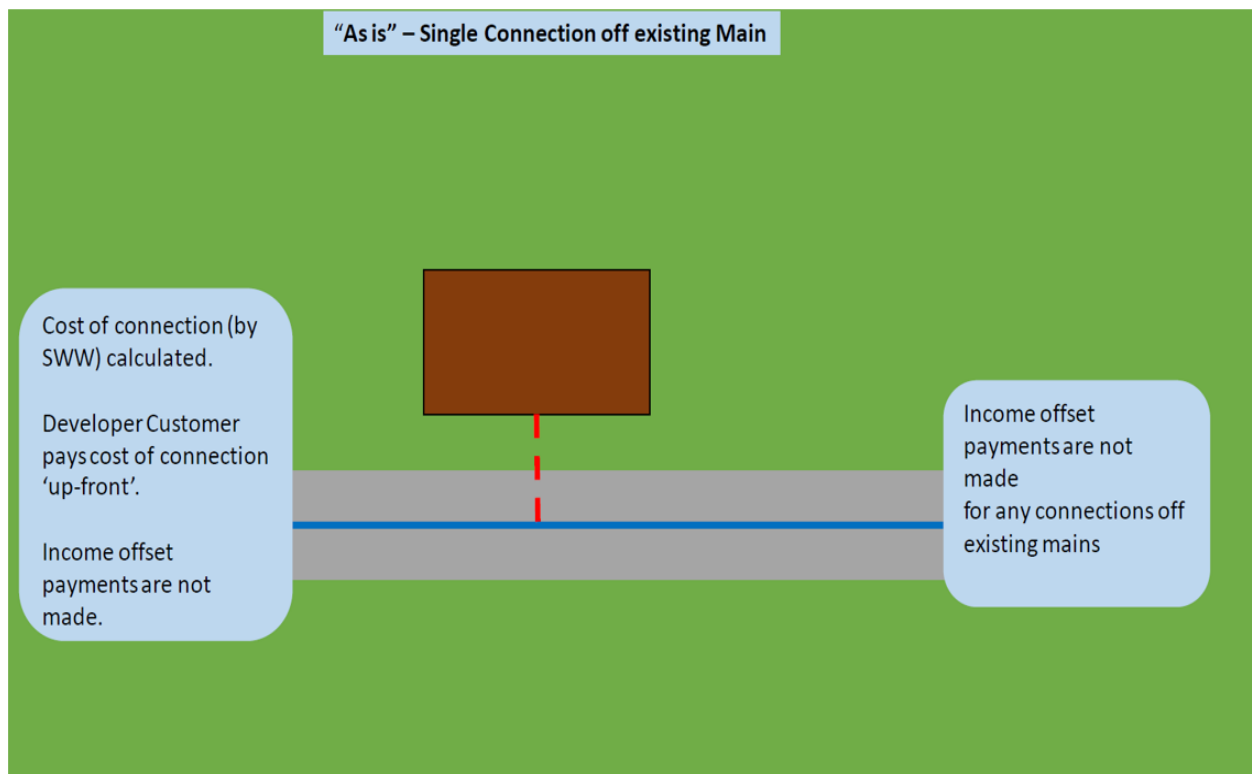 “As is” – Single Connection off existing Main
Cost of connection (by
SWW) calculated.
Developer Customer
pays cost of connection
‘up-front’.
Income offset
payments are not
made.
Income offset
payments are not
made
for any connections off
existing mains